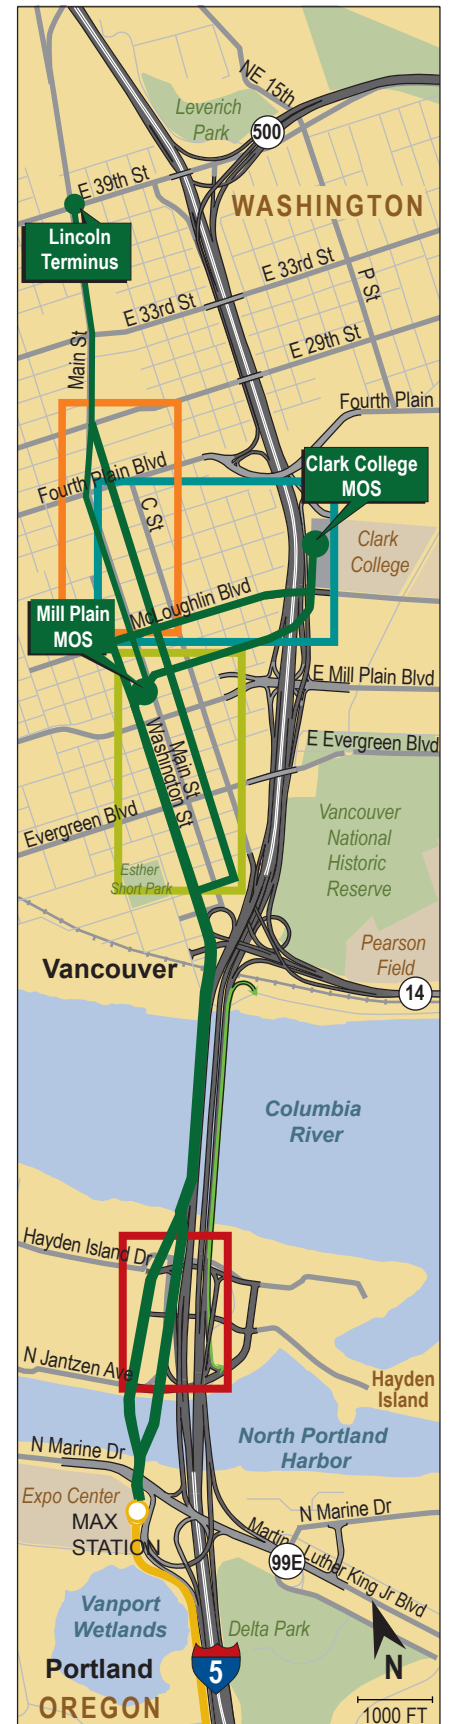 NE 15th
Leverich
Park
500
E 39th St
WASHINGTON
Lincoln
Terminus
E 33rd St
P St
E 33rd St
Main St
E 29th St
Fourth Plain
Fourth Plain Blvd
Clark College
MOS
C St
Clark
College
McLoughlin Blvd
Mill Plain
MOS
E Mill Plain Blvd
Main St
Washington St
E Evergreen Blvd
Evergreen Blvd
Vancouver
National
Historic
Reserve
Esther
Short Park
Pearson
Field
Vancouver
14
Columbia
River
Hayden Island Dr
N Jantzen Ave
Hayden
Island
North Portland
Harbor
N Marine Dr
Expo Center
N Marine Dr
MAX
STATION
Martin Luther King Jr Blvd
99E
Vanport
Wetlands
Delta Park
Portland
5
N
OREGON
1000 FT